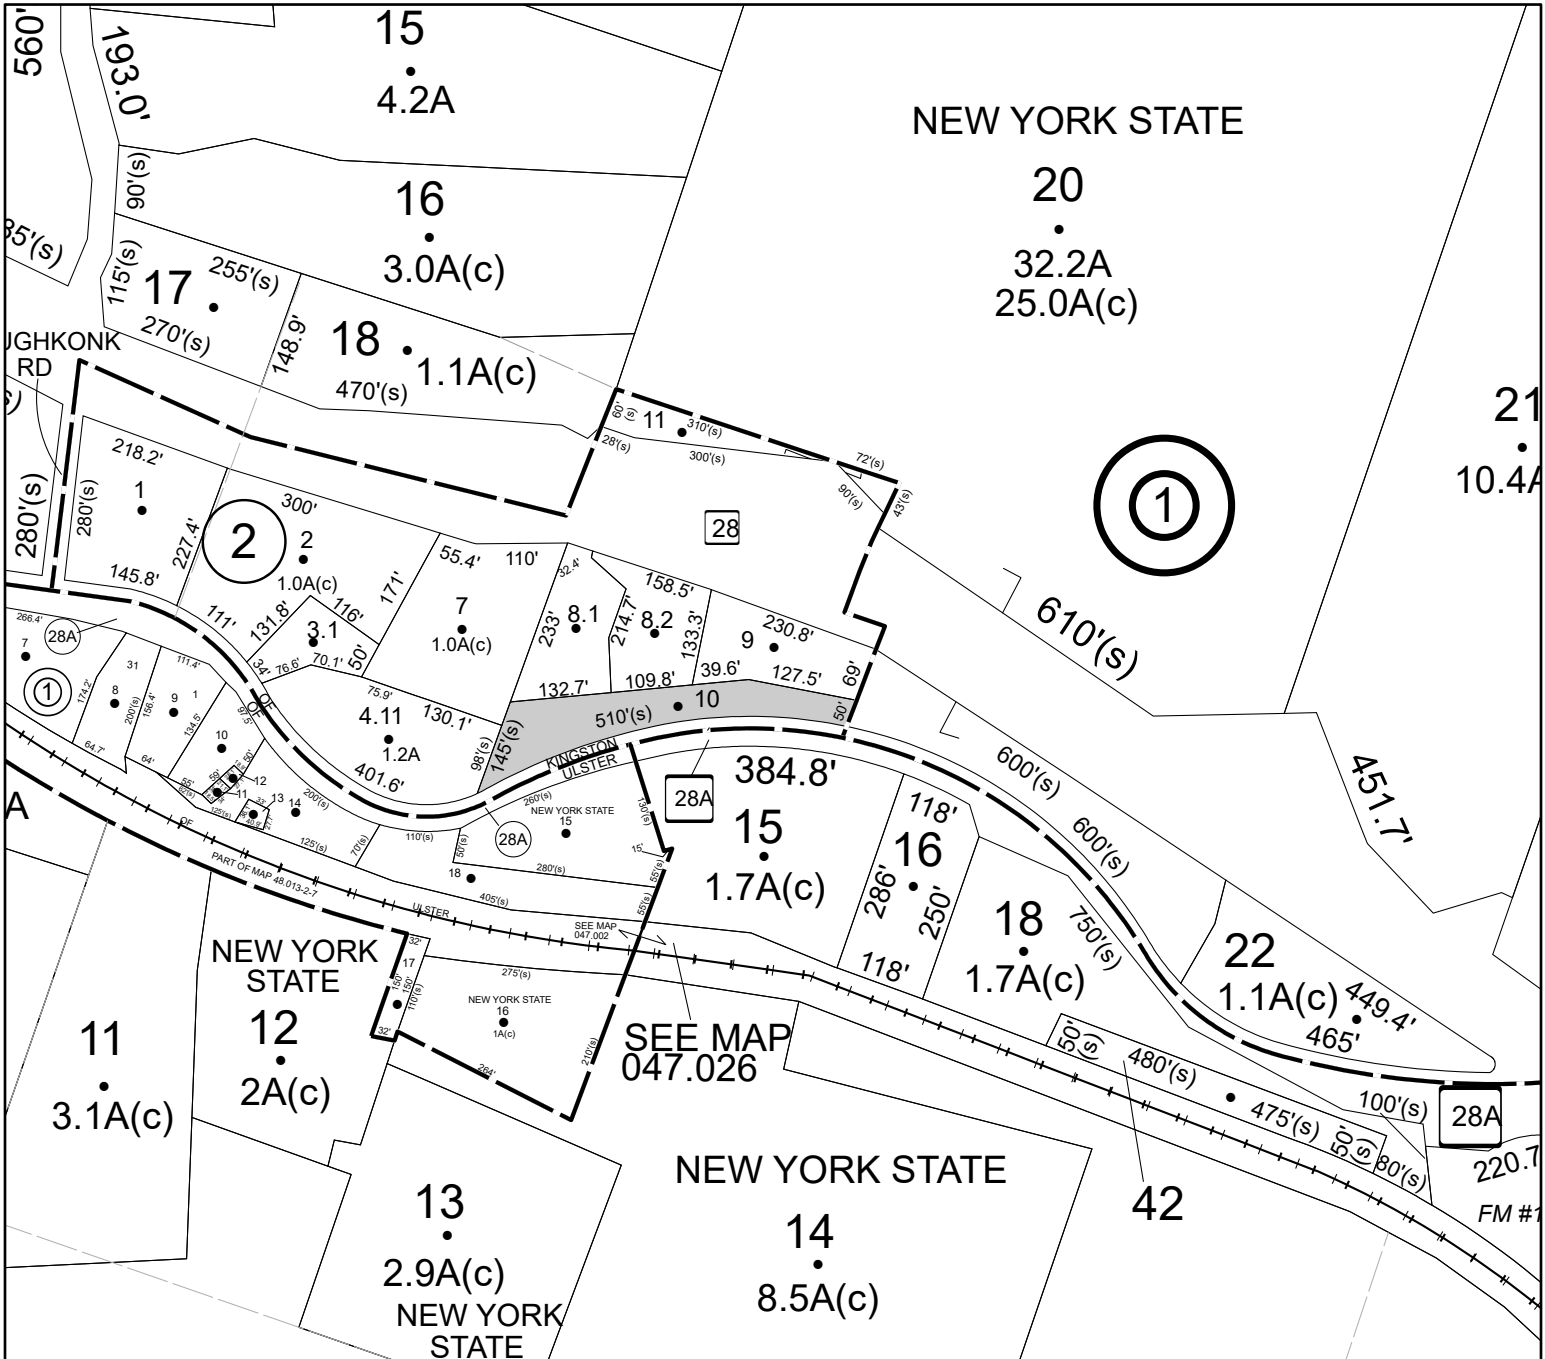 560'
193.0'
15
4.2A
NEW YORK STATE
20
32.2A
25.0A(c)
90'(s)
16
3.0A(c)
35'(s)
115'(s)
17
255'(s)
270'(s)
148.9'
18
1.1A(c)
470'(s)
UGHKONK
RD
60'
(s)
11
310'(s)
28'(s)
300'(s)
72'(s)
90'(s)
43'(s)
21
10.4A
1
28
280'(s)
280'(s)
218.2'
1
145.8'
227.4'
2
300'
2
1.0A(c)
111'
131.8'
116'
171'
3.1
34'
76.6'
70.1'
50'
55.4'
110'
7
1.0A(c)
32.4'
233'
8.1
214.7'
158.5'
8.2
133.3'
132.7'
109.8'
9
230.8'
39.6'
127.5'
69'
50'
10
510'(s)
145'(s)
98'(s)
75.9'
130.1'
4.11
1.2A
401.6'
KINGSTON
ULSTER
OF
OF
266.4'
7
28A
1
31
8
174.2'
200'(s)
156.4'
9
1
111.4'
134.5'
97.5'
64.7'
64'
10
50'
59'
12
11
55'
125'(s)
13
14
33'
40.9'
200'(s)
125'(s)
70'(s)
110'(s)
OF
PART OF MAP 48.013-2-7
ULSTER
28A
260'(s)
NEW YORK STATE
15
50'(s)
280'(s)
18
405'(s)
130'(s)
15'
55'(s)
55'(s)
SEE MAP
047.002
28A
384.8'
15
1.7A(c)
118'
16
286'
250'
118'
18
1.7A(c)
750'(s)
610'(s)
600'(s)
600'(s)
451.7'
22
1.1A(c)
449.4'
465'
A
NEW YORK
STATE
12
2A(c)
11
3.1A(c)
32'
17
150'
150'
110'(s)
32'
275'(s)
NEW YORK STATE
16
1A(c)
264'
210'(s)
SEE MAP
047.026
50'
(s)
480'(s)
475'(s)
50'
(s)
80'(s)
100'(s)
28A
220.7
FM #1
42
13
2.9A(c)
NEW YORK
STATE
NEW YORK STATE
14
8.5A(c)